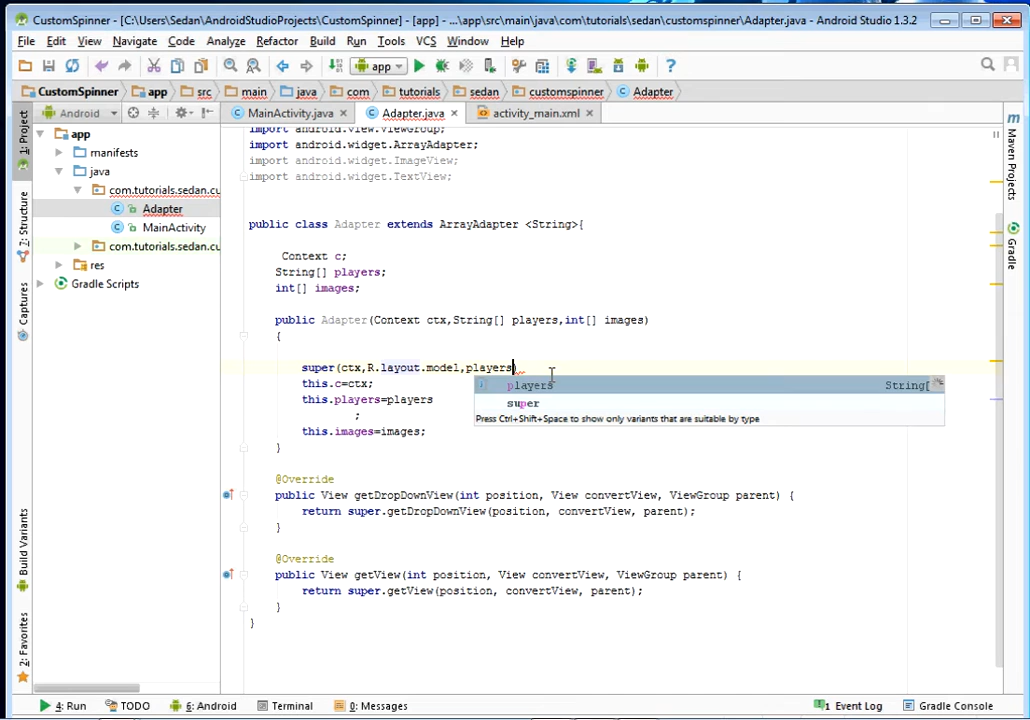 CustomSpinner - [C:\Users\Sedan\AndroidStudioProjects\CustomSpinner] - [app] - ...\app\src\main\java\com\tutorials\sedan\customspinner\Adapter.java - Android Studio 1.3.2
File Edit View Navigate Code Analyze Refactor Build Run Tools VCS Window Help
app
CustomSpinner app src main java com tutorials sedan customspinner Adapter
Android MainActivity.java Adapter.java activity_main.xml
1: Project
7: Structure
Captures
Build Variants
2: Favorites
app
manifests
java
com.tutorials.sedan.cu
Adapter
MainActivity
com.tutorials.sedan.cu
res
Gradle Scripts
import android.view.ViewGroup;
import android.widget.ArrayAdapter;
import android.widget.ImageView;
import android.widget.TextView;
public class Adapter extends ArrayAdapter <String>{
Context c;
String[] players;
int[] images;
public Adapter(Context ctx,String[] players,int[] images)
{
super(ctx,R.layout.model,players)
this.c=ctx;
this.players=players
;
this.images=images;
}
players String[
super
Press Ctrl+Shift+Space to show only variants that are suitable by type
@Override
public View getDropDownView(int position, View convertView, ViewGroup parent) {
return super.getDropDownView(position, convertView, parent);
}
@Override
public View getView(int position, View convertView, ViewGroup parent) {
return super.getView(position, convertView, parent);
}
}
Maven Projects
Gradle
4: Run TODO 6: Android Terminal 0: Messages 1 Event Log Gradle Console